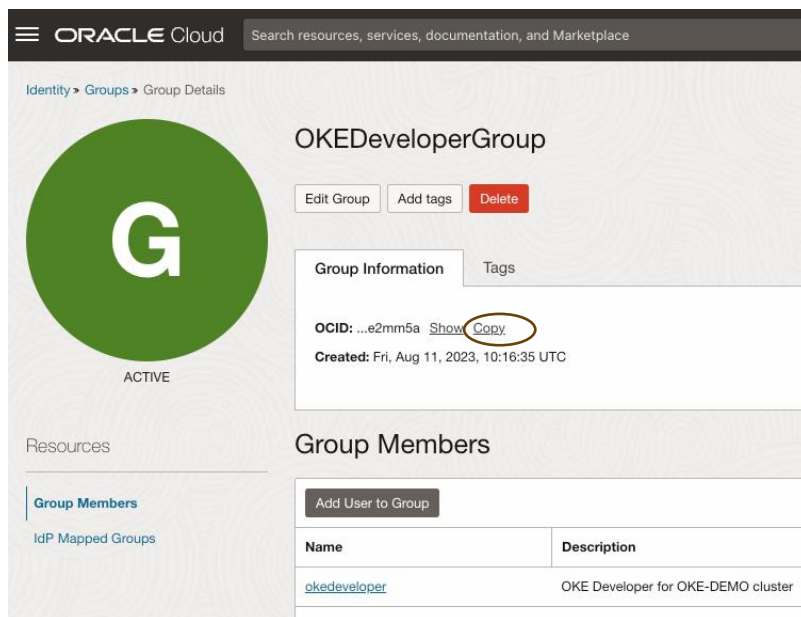 ORACLE Cloud
Search resources, services, documentation, and Marketplace
Identity » Groups » Group Details
G
ACTIVE
OKEDeveloperGroup
Edit Group Add tags Delete
Group Information Tags
OCID: ...e2mm5a Show Copy
Created: Fri, Aug 11, 2023, 10:16:35 UTC
Resources
Group Members
IdP Mapped Groups
Group Members
Add User to Group
Name Description
okedeveloper OKE Developer for OKE-DEMO cluster